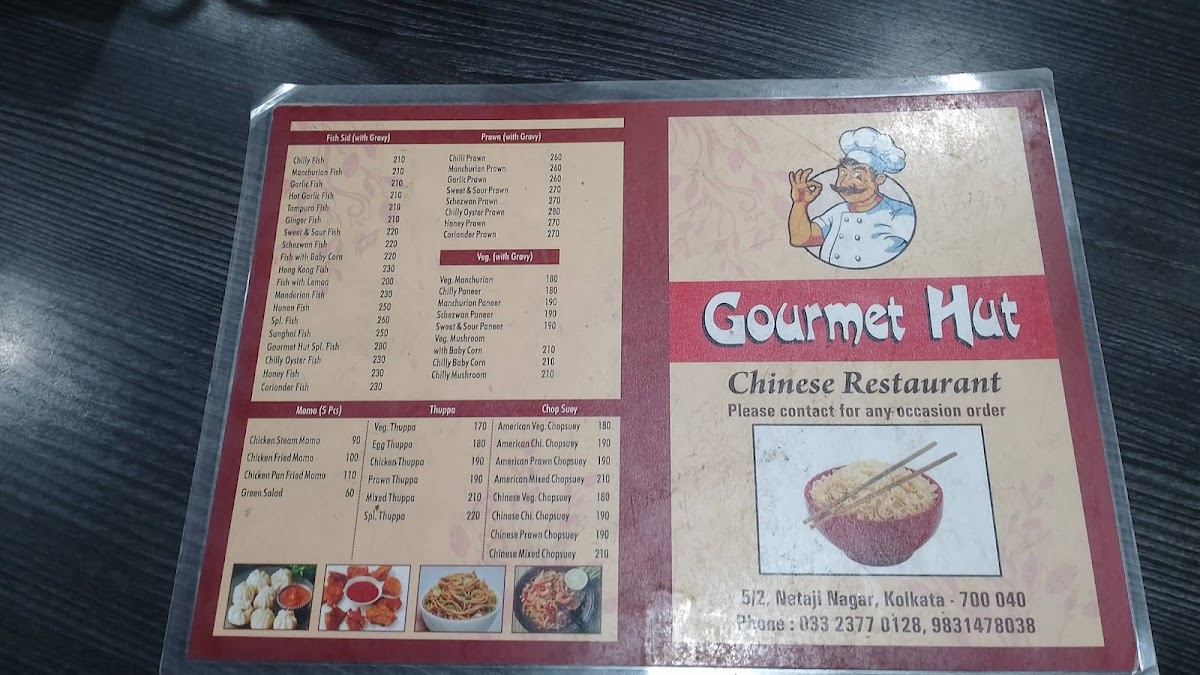 Fish Sid (with Gravy)
Chilly Fish 210
Manchurian Fish 210
Garlic Fish 210
Hot Garlic Fish 210
Tampura Fish 210
Ginger Fish 210
Sweet & Sour Fish 220
Schezwan Fish 220
Fish with Baby Corn 220
Hong Kong Fish 230
Fish with Lemon 200
Mandarian Fish 230
Hunan Fish 250
Spl. Fish 260
Sanghai Fish 250
Gourmet Hut Spl. Fish 280
Chilly Oyster Fish 230
Honey Fish 230
Coriander Fish 230
Prawn (with Gravy)
Chilli Prawn 260
Manchurian Prawn 260
Garlic Prawn 260
Sweet & Sour Prawn 270
Schezwan Prawn 270
Chilly Oyster Prawn 280
Honey Prawn 270
Coriander Prawn 270
Veg. (with Gravy)
Veg. Manchurian 180
Chilly Paneer 180
Manchurian Paneer 190
Schezwan Paneer 190
Sweet & Sour Paneer 190
Veg. Mushroom
with Baby Corn 210
Chilly Baby Corn 210
Chilly Mushroom 210
Momo (5 Pcs)
Chicken Steam Momo 90
Chicken Fried Momo 100
Chicken Pan Fried Momo 110
Green Salad 60
Thuppa
Veg. Thuppa 170
Egg Thuppa 180
Chicken Thuppa 190
Prawn Thuppa 190
Mixed Thuppa 210
Spl. Thuppa 220
Chop Suey
American Veg. Chopsuey 180
American Chi. Chopsuey 190
American Prawn Chopsuey 190
American Mixed Chopsuey 210
Chinese Veg. Chopsuey 180
Chinese Chi. Chopsuey 190
Chinese Prawn Chopsuey 190
Chinese Mixed Chopsuey 210
Gourmet Hut
Chinese Restaurant
Please contact for any occasion order
5/2, Netaji Nagar, Kolkata - 700 040
Phone : 033 2377 0128, 9831478038